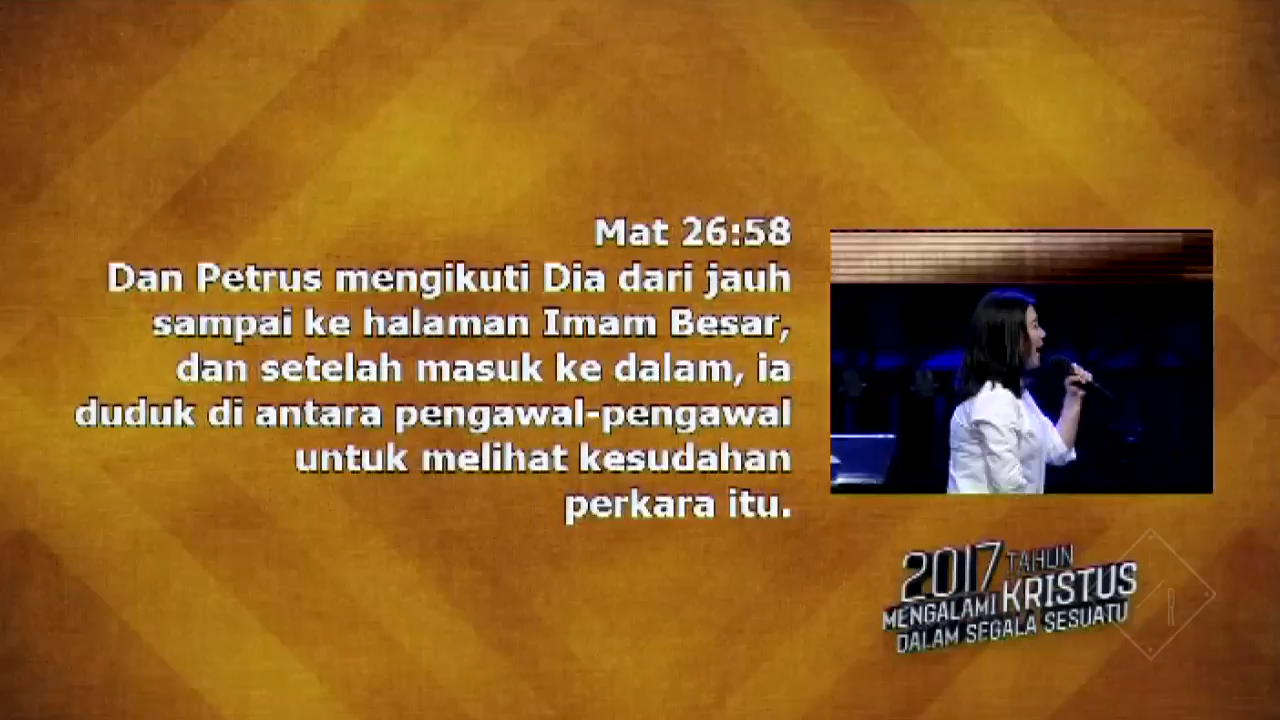 Mat 26:58
Dan Petrus mengikuti Dia dari jauh
sampai ke halaman Imam Besar,
dan setelah masuk ke dalam, ia
duduk di antara pengawal-pengawal
untuk melihat kesudahan
perkara itu.
2017 TAHUN
MENGALAMI KRISTUS
DALAM SEGALA SESUATU